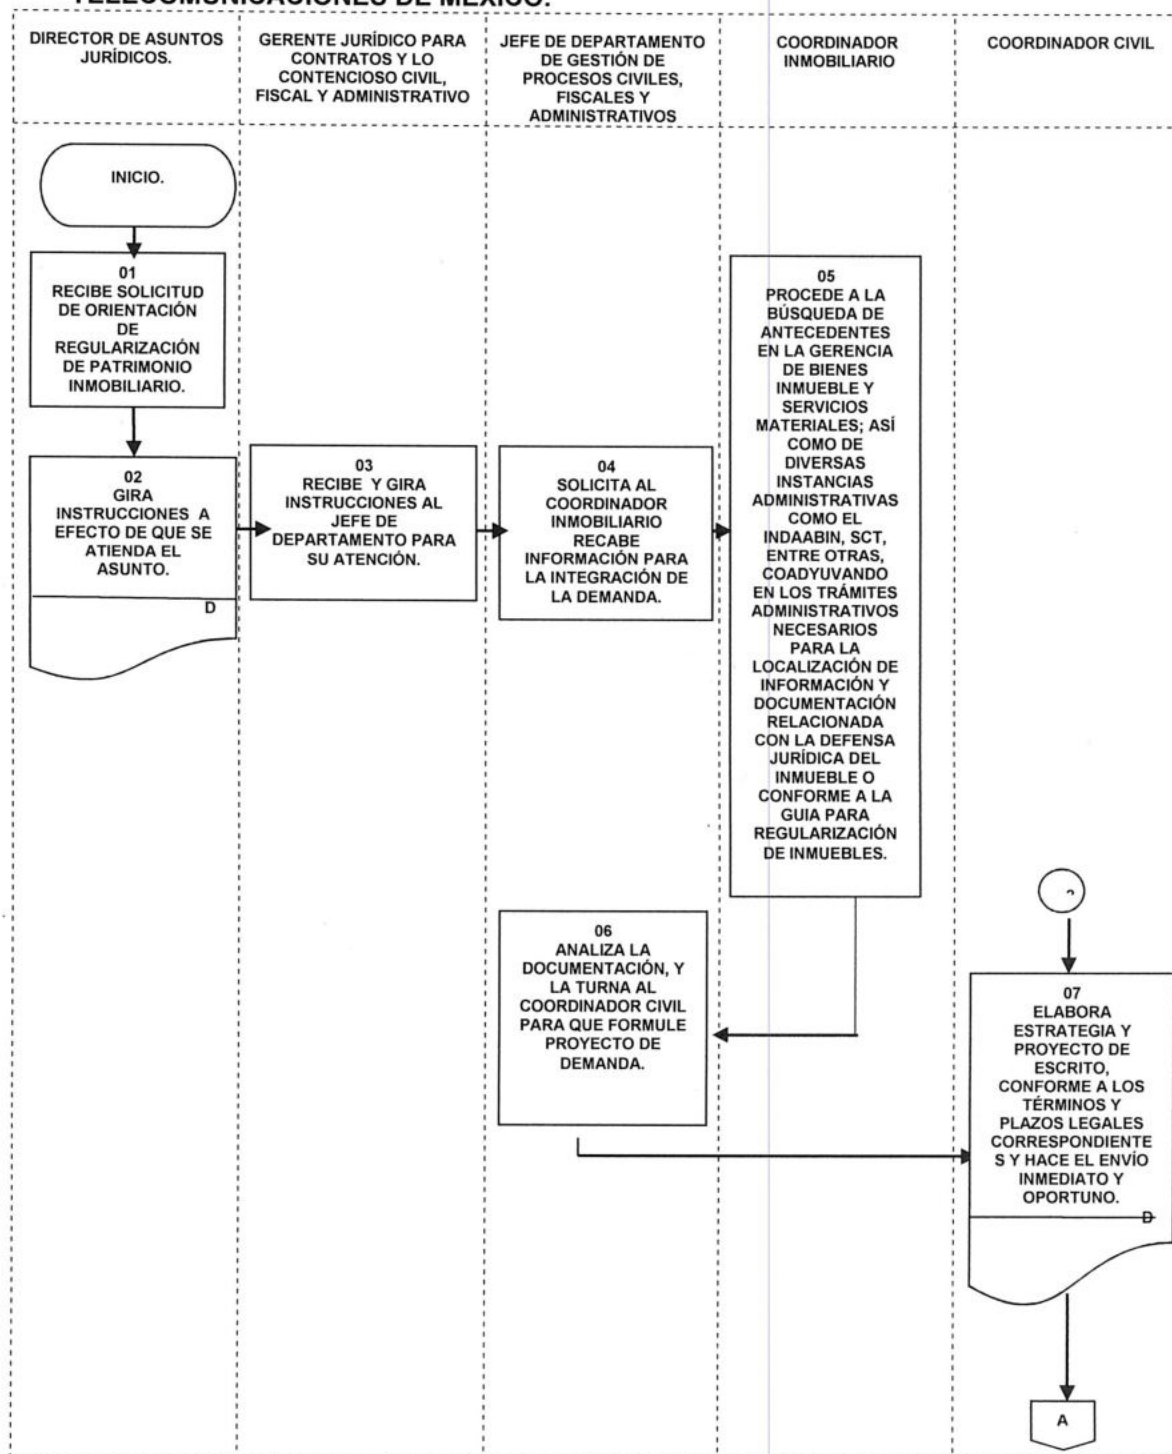 TELECOMUNICACIONES DE MÉXICO.
DIRECTOR DE ASUNTOS
JURÍDICOS.
GERENTE JURÍDICO PARA
CONTRATOS Y LO
CONTENCIOSO CIVIL,
FISCAL Y ADMINISTRATIVO
JEFE DE DEPARTAMENTO
DE GESTIÓN DE
PROCESOS CIVILES,
FISCALES Y
ADMINISTRATIVOS
COORDINADOR
INMOBILIARIO
COORDINADOR CIVIL
INICIO.
01
RECIBE SOLICITUD
DE ORIENTACIÓN
DE
REGULARIZACIÓN
DE PATRIMONIO
INMOBILIARIO.
02
GIRA
INSTRUCCIONES A
EFECTO DE QUE SE
ATIENDA EL
ASUNTO.
D
03
RECIBE Y GIRA
INSTRUCCIONES AL
JEFE DE
DEPARTAMENTO PARA
SU ATENCIÓN.
04
SOLICITA AL
COORDINADOR
INMOBILIARIO
RECABE
INFORMACIÓN PARA
LA INTEGRACIÓN DE
LA DEMANDA.
05
PROCEDE A LA
BÚSQUEDA DE
ANTECEDENTES
EN LA GERENCIA
DE BIENES
INMUEBLE Y
SERVICIOS
MATERIALES; ASÍ
COMO DE
DIVERSAS
INSTANCIAS
ADMINISTRATIVAS
COMO EL
INDAABIN, SCT,
ENTRE OTRAS,
COADYUVANDO
EN LOS TRÁMITES
ADMINISTRATIVOS
NECESARIOS
PARA LA
LOCALIZACIÓN DE
INFORMACIÓN Y
DOCUMENTACIÓN
RELACIONADA
CON LA DEFENSA
JURÍDICA DEL
INMUEBLE O
CONFORME A LA
GUIA PARA
REGULARIZACIÓN
DE INMUEBLES.
06
ANALIZA LA
DOCUMENTACIÓN, Y
LA TURNA AL
COORDINADOR CIVIL
PARA QUE FORMULE
PROYECTO DE
DEMANDA.
07
ELABORA
ESTRATEGIA Y
PROYECTO DE
ESCRITO,
CONFORME A LOS
TÉRMINOS Y
PLAZOS LEGALES
CORRESPONDIENTE
S Y HACE EL ENVÍO
INMEDIATO Y
OPORTUNO.
D
A